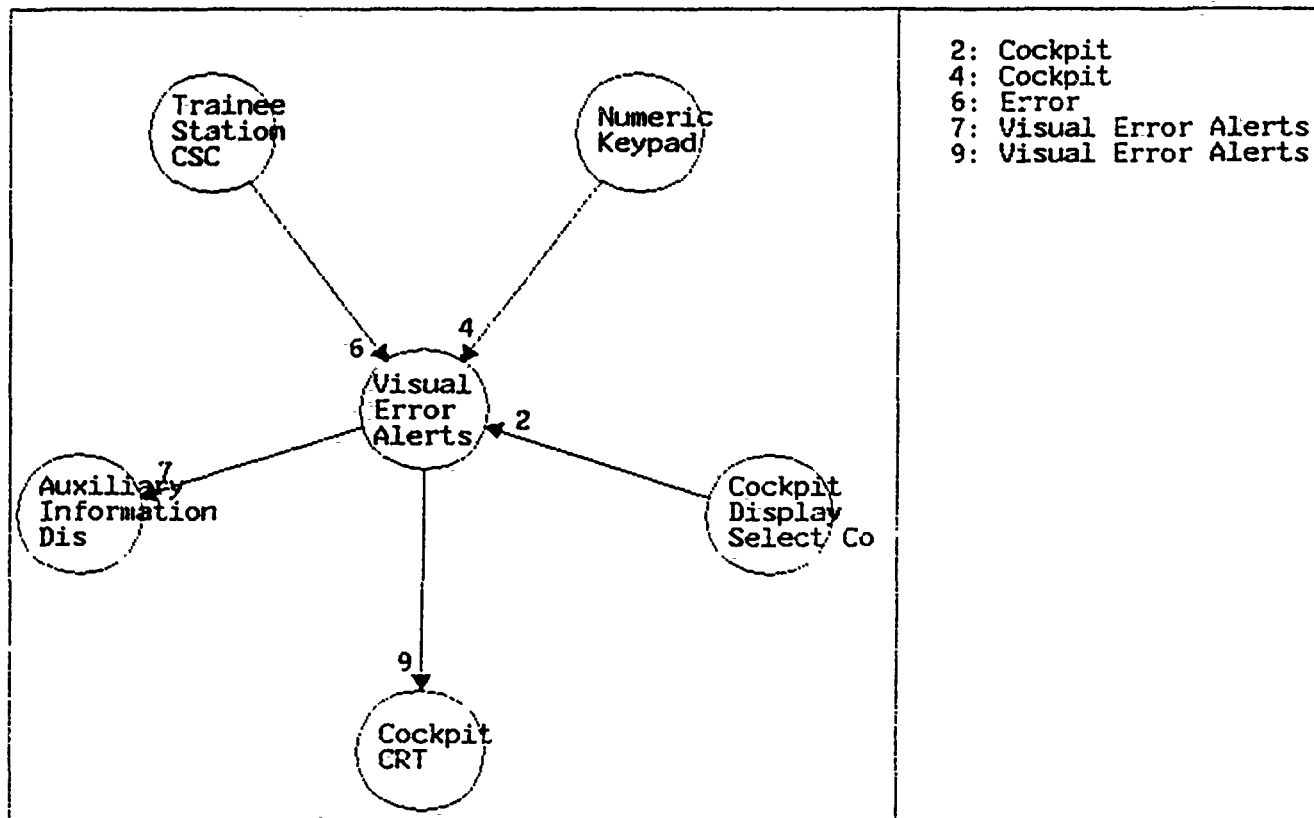 Trainee
Station
CSC
Numeric
Keypad
2: Cockpit
4: Cockpit
6: Error
7: Visual Error Alerts
9: Visual Error Alerts
6
4
Visual
Error
Alerts
2
7
Auxiliary
Information
Dis
Cockpit
Display
Select Co
9
Cockpit
CRT